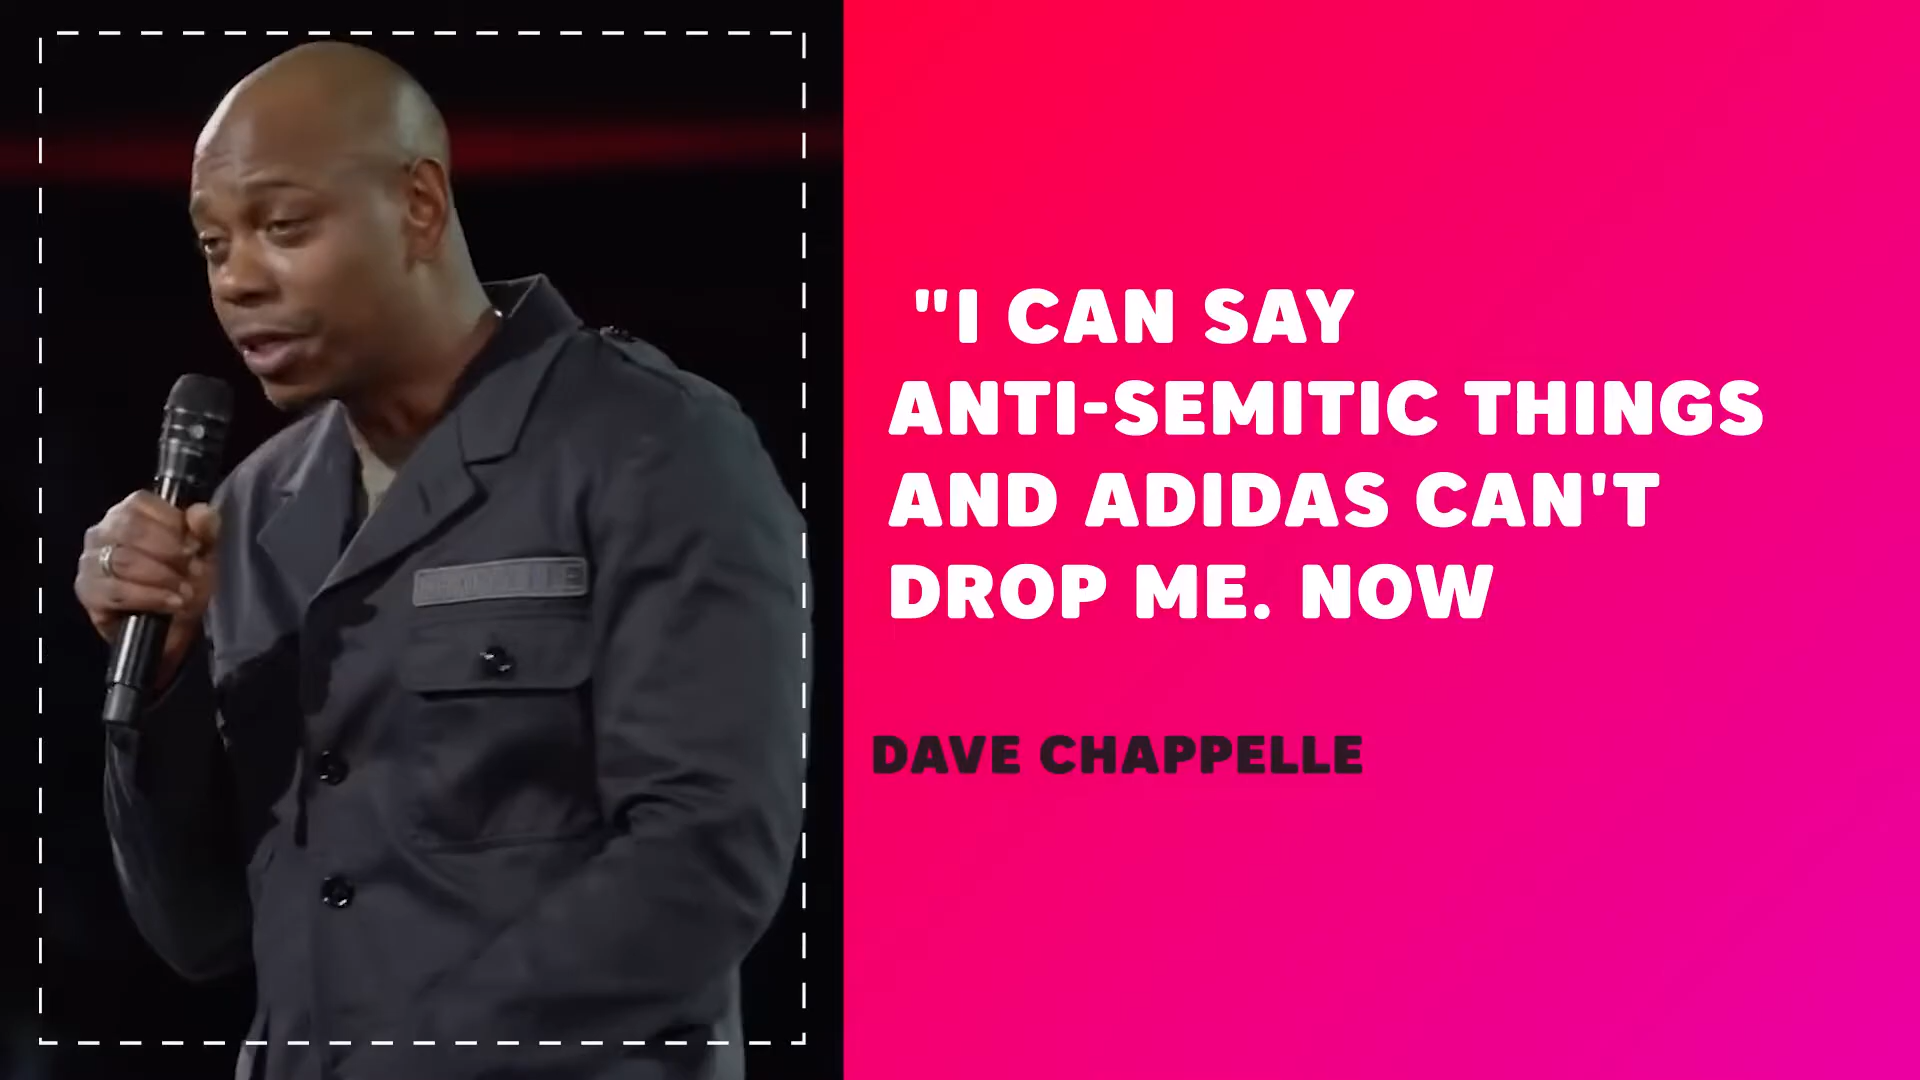 "I CAN SAY
ANTI-SEMITIC THINGS
AND ADIDAS CAN'T
DROP ME. NOW
DAVE CHAPPELLE